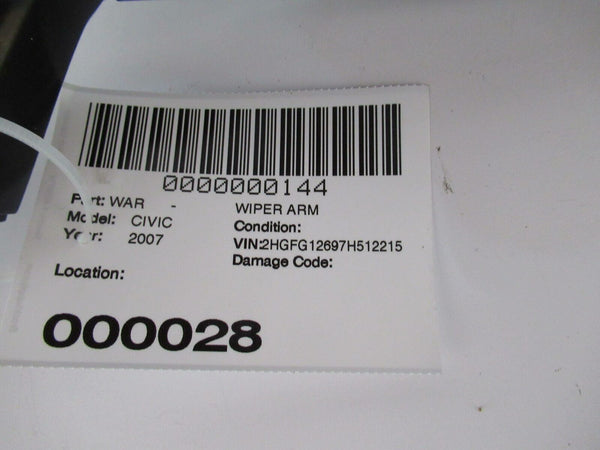 0000000144
Part: WAR - WIPER ARM
Model: CIVIC Condition:
Year: 2007 VIN:2HGFG12697H512215
Location: Damage Code:
000028